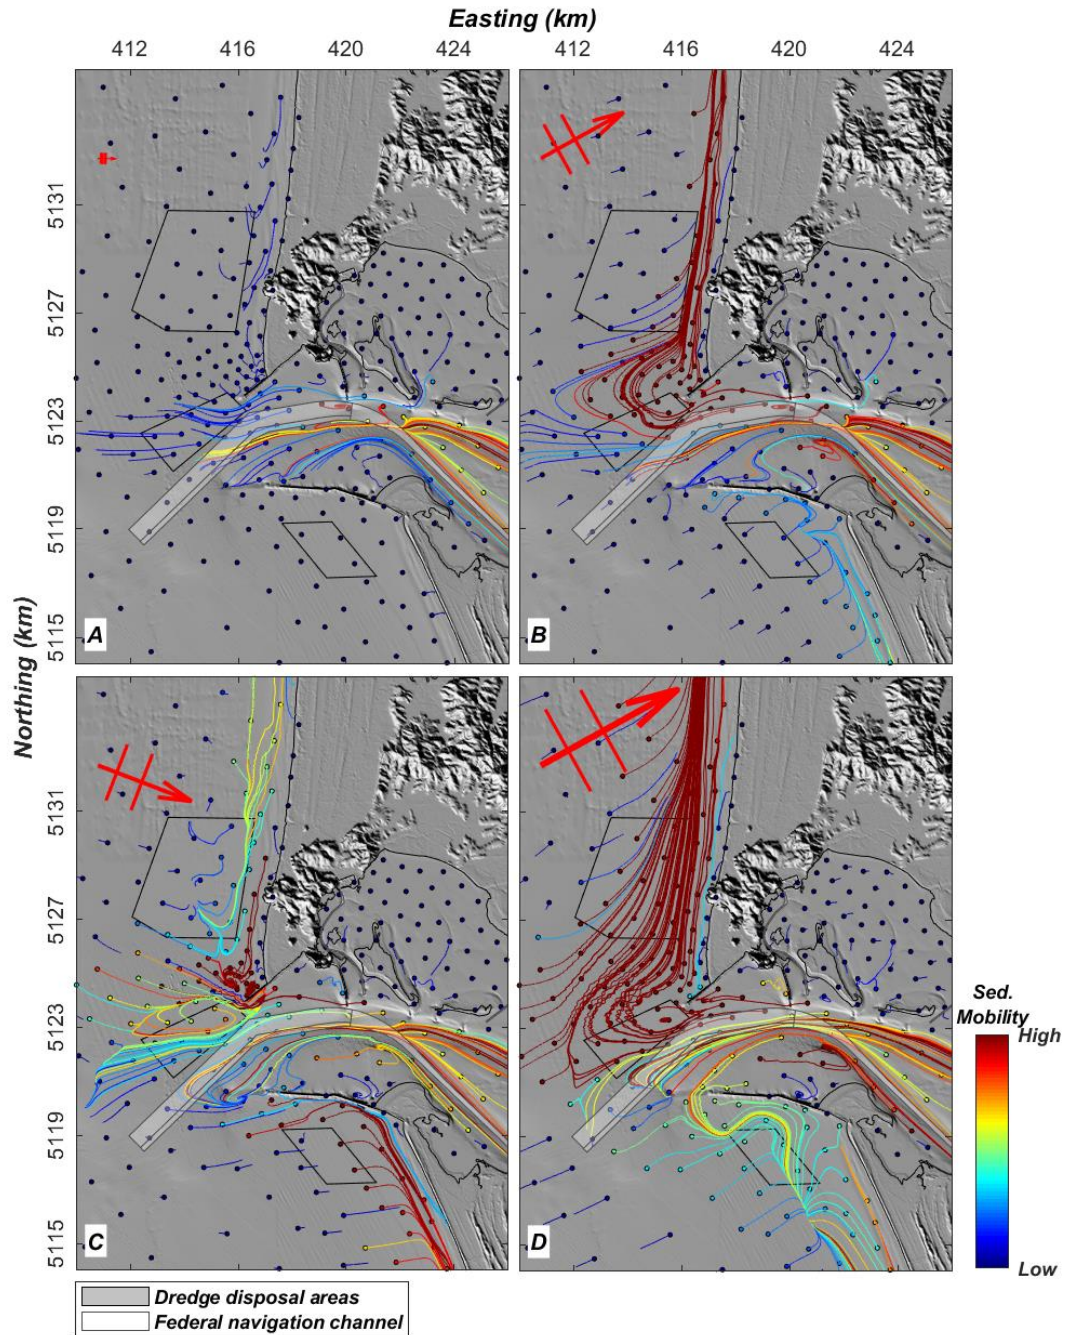 Easting (km)
412 416 420 424 412 416 420 424
Northing (km)
5131
5127
5123
5119
5115
A
B
5131
5127
5123
5119
5115
C
D
Sed.
Mobility
High
Low
Dredge disposal areas
Federal navigation channel